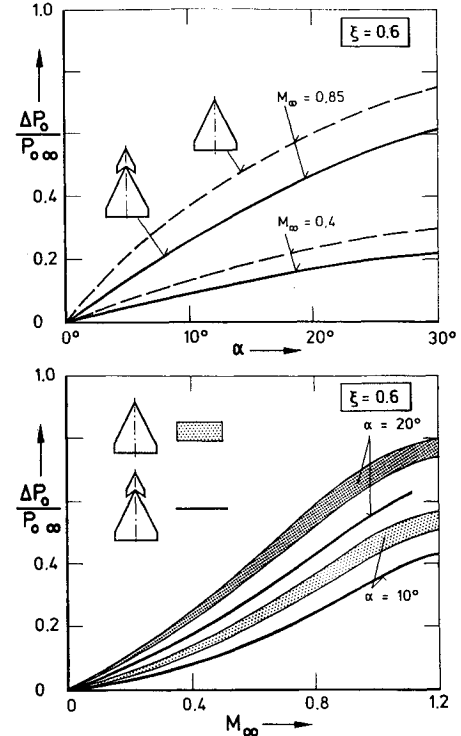 1.0
ξ = 0.6
ΔP₀
P₀∞
M∞ = 0,85
0.6
0.4
M∞ = 0,4
0.2
0
0° 10° 20° 30°
α
1.0
ξ = 0.6
α = 20°
ΔP₀
P₀∞
0.4
α = 10°
0.2
0
0 0.4 0.8 1.2
M∞